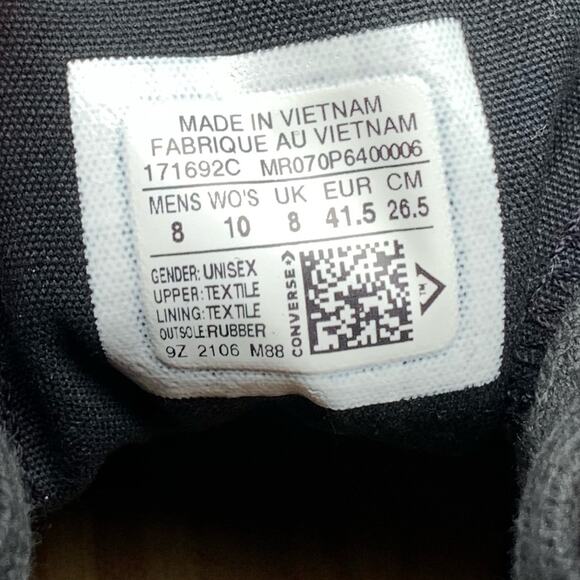 MADE IN VIETNAM
FABRIQUE AU VIETNAM
171692C MR070P6400006
MENS WO'S UK EUR CM
8 10 8 41.5 26.5
GENDER: UNISEX
UPPER: TEXTILE
LINING: TEXTILE
OUTSOLE: RUBBER
9Z 2106 M88
CONVERSE
TM